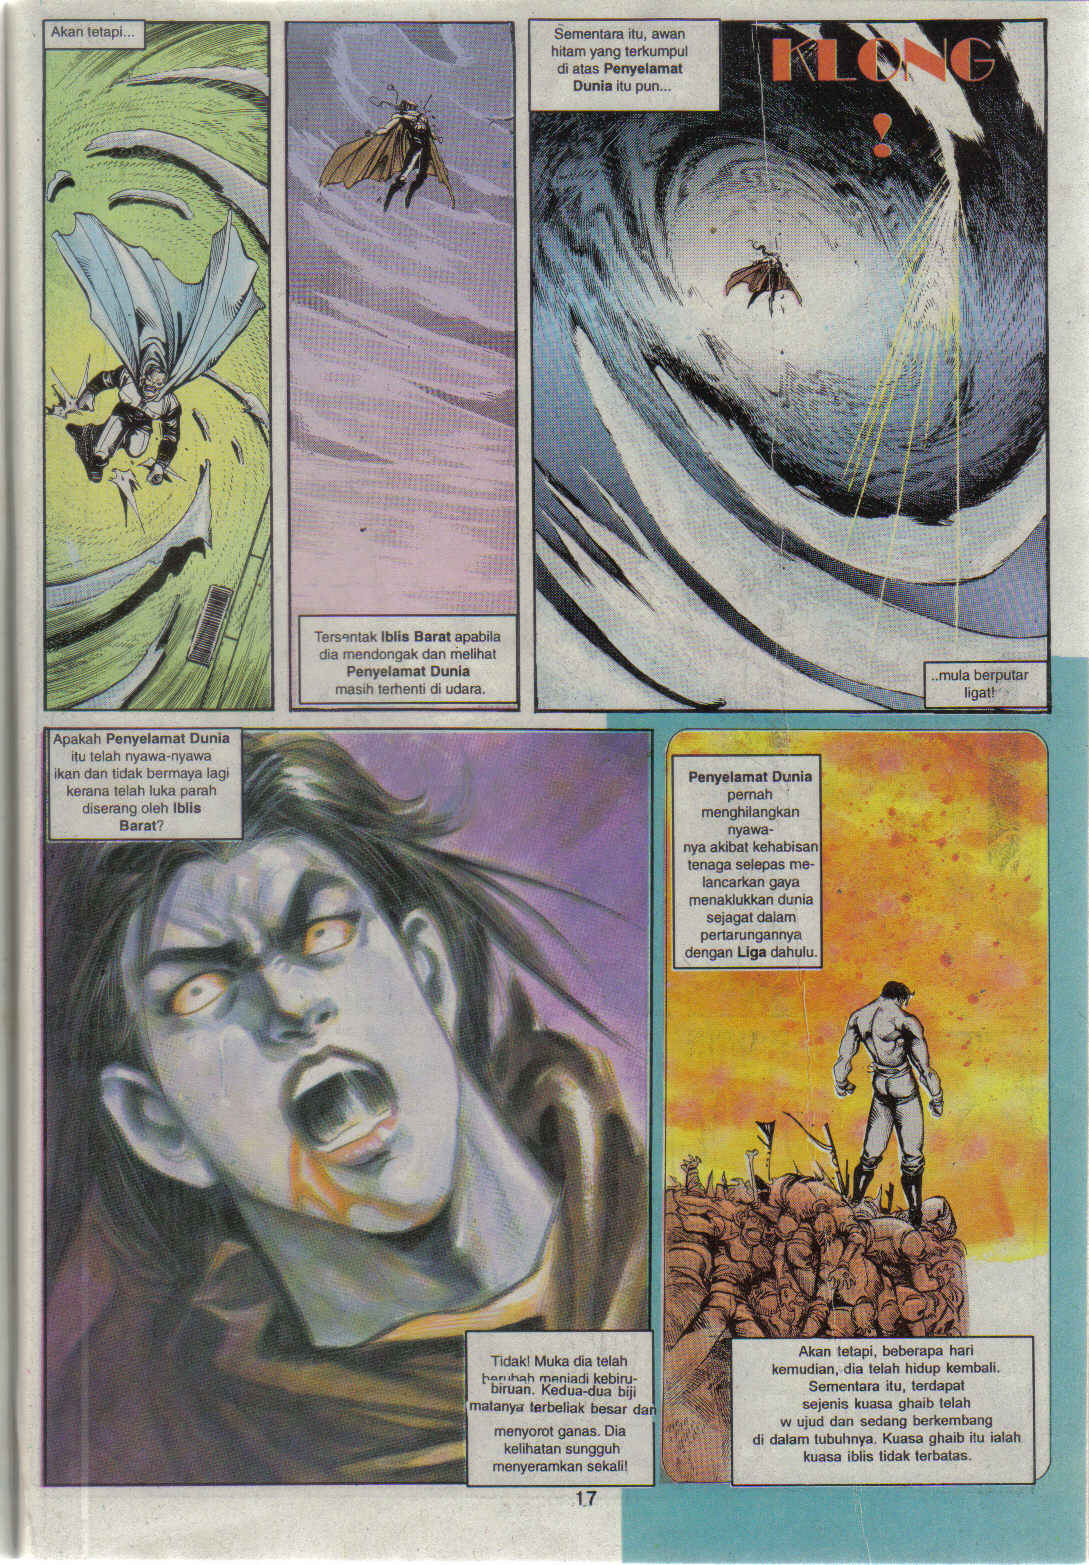 Akan tetapi...
Sementara itu, awan
hitam yang terkumpul
di atas Penyelamat
Dunia itu pun...
KLONG
!
Tersentak Iblis Barat apabila
dia mendongak dan melihat
Penyelamat Dunia
masih terhenti di udara.
..mula berputar
ligat!
Apakah Penyelamat Dunia
itu telah nyawa-nyawa
ikan dan tidak bermaya lagi
kerana telah luka parah
diserang oleh Iblis
Barat?
Penyelamat Dunia
pernah
menghilangkan
nyawa-
nya akibat kehabisan
tenaga selepas me-
lancarkan gaya
menaklukkan dunia
sejagat dalam
pertarungannya
dengan Liga dahulu.
Tidak! Muka dia telah
berubah menjadi kebiru-
biruan. Kedua-dua biji
matanya terbeliak besar dan
menyorot ganas. Dia
kelihatan sungguh
menyeramkan sekali!
Akan tetapi, beberapa hari
kemudian, dia telah hidup kembali.
Sementara itu, terdapat
sejenis kuasa ghaib telah
w ujud dan sedang berkembang
di dalam tubuhnya. Kuasa ghaib itu ialah
kuasa iblis tidak terbatas.
17